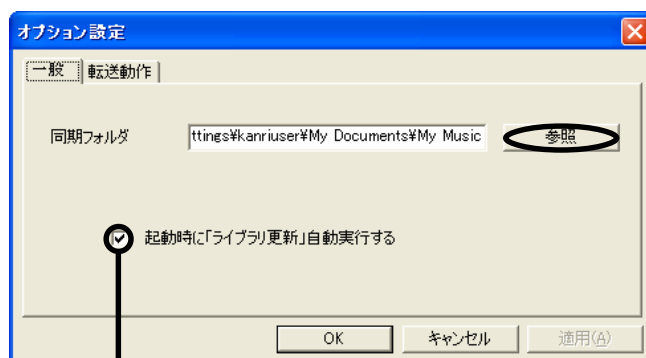 オプション設定
一般 転送動作
同期フォルダ ttings¥kanriuser¥My Documents¥My Music 参照
起動時に「ライブラリ更新」自動実行する
OK キャンセル 適用(A)